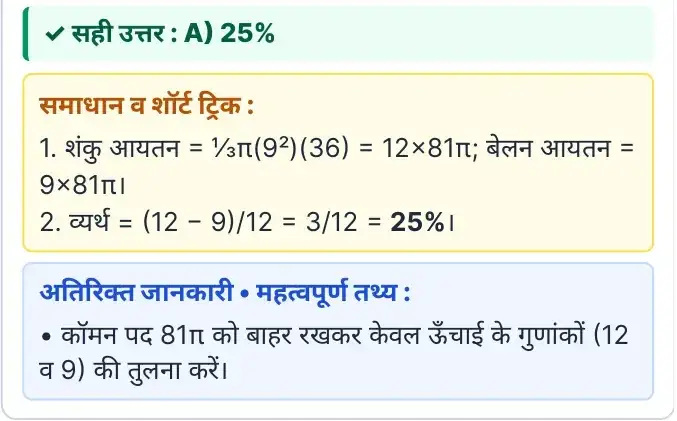 ✓ सही उत्तर : A) 25%
समाधान व शॉर्ट ट्रिक :
1. शंकु आयतन = ⅓π(9²)(36) = 12×81π; बेलन आयतन =
9×81π।
2. व्यर्थ = (12 − 9)/12 = 3/12 = 25%।
अतिरिक्त जानकारी • महत्वपूर्ण तथ्य :
• कॉमन पद 81π को बाहर रखकर केवल ऊँचाई के गुणांकों (12
व 9) की तुलना करें।